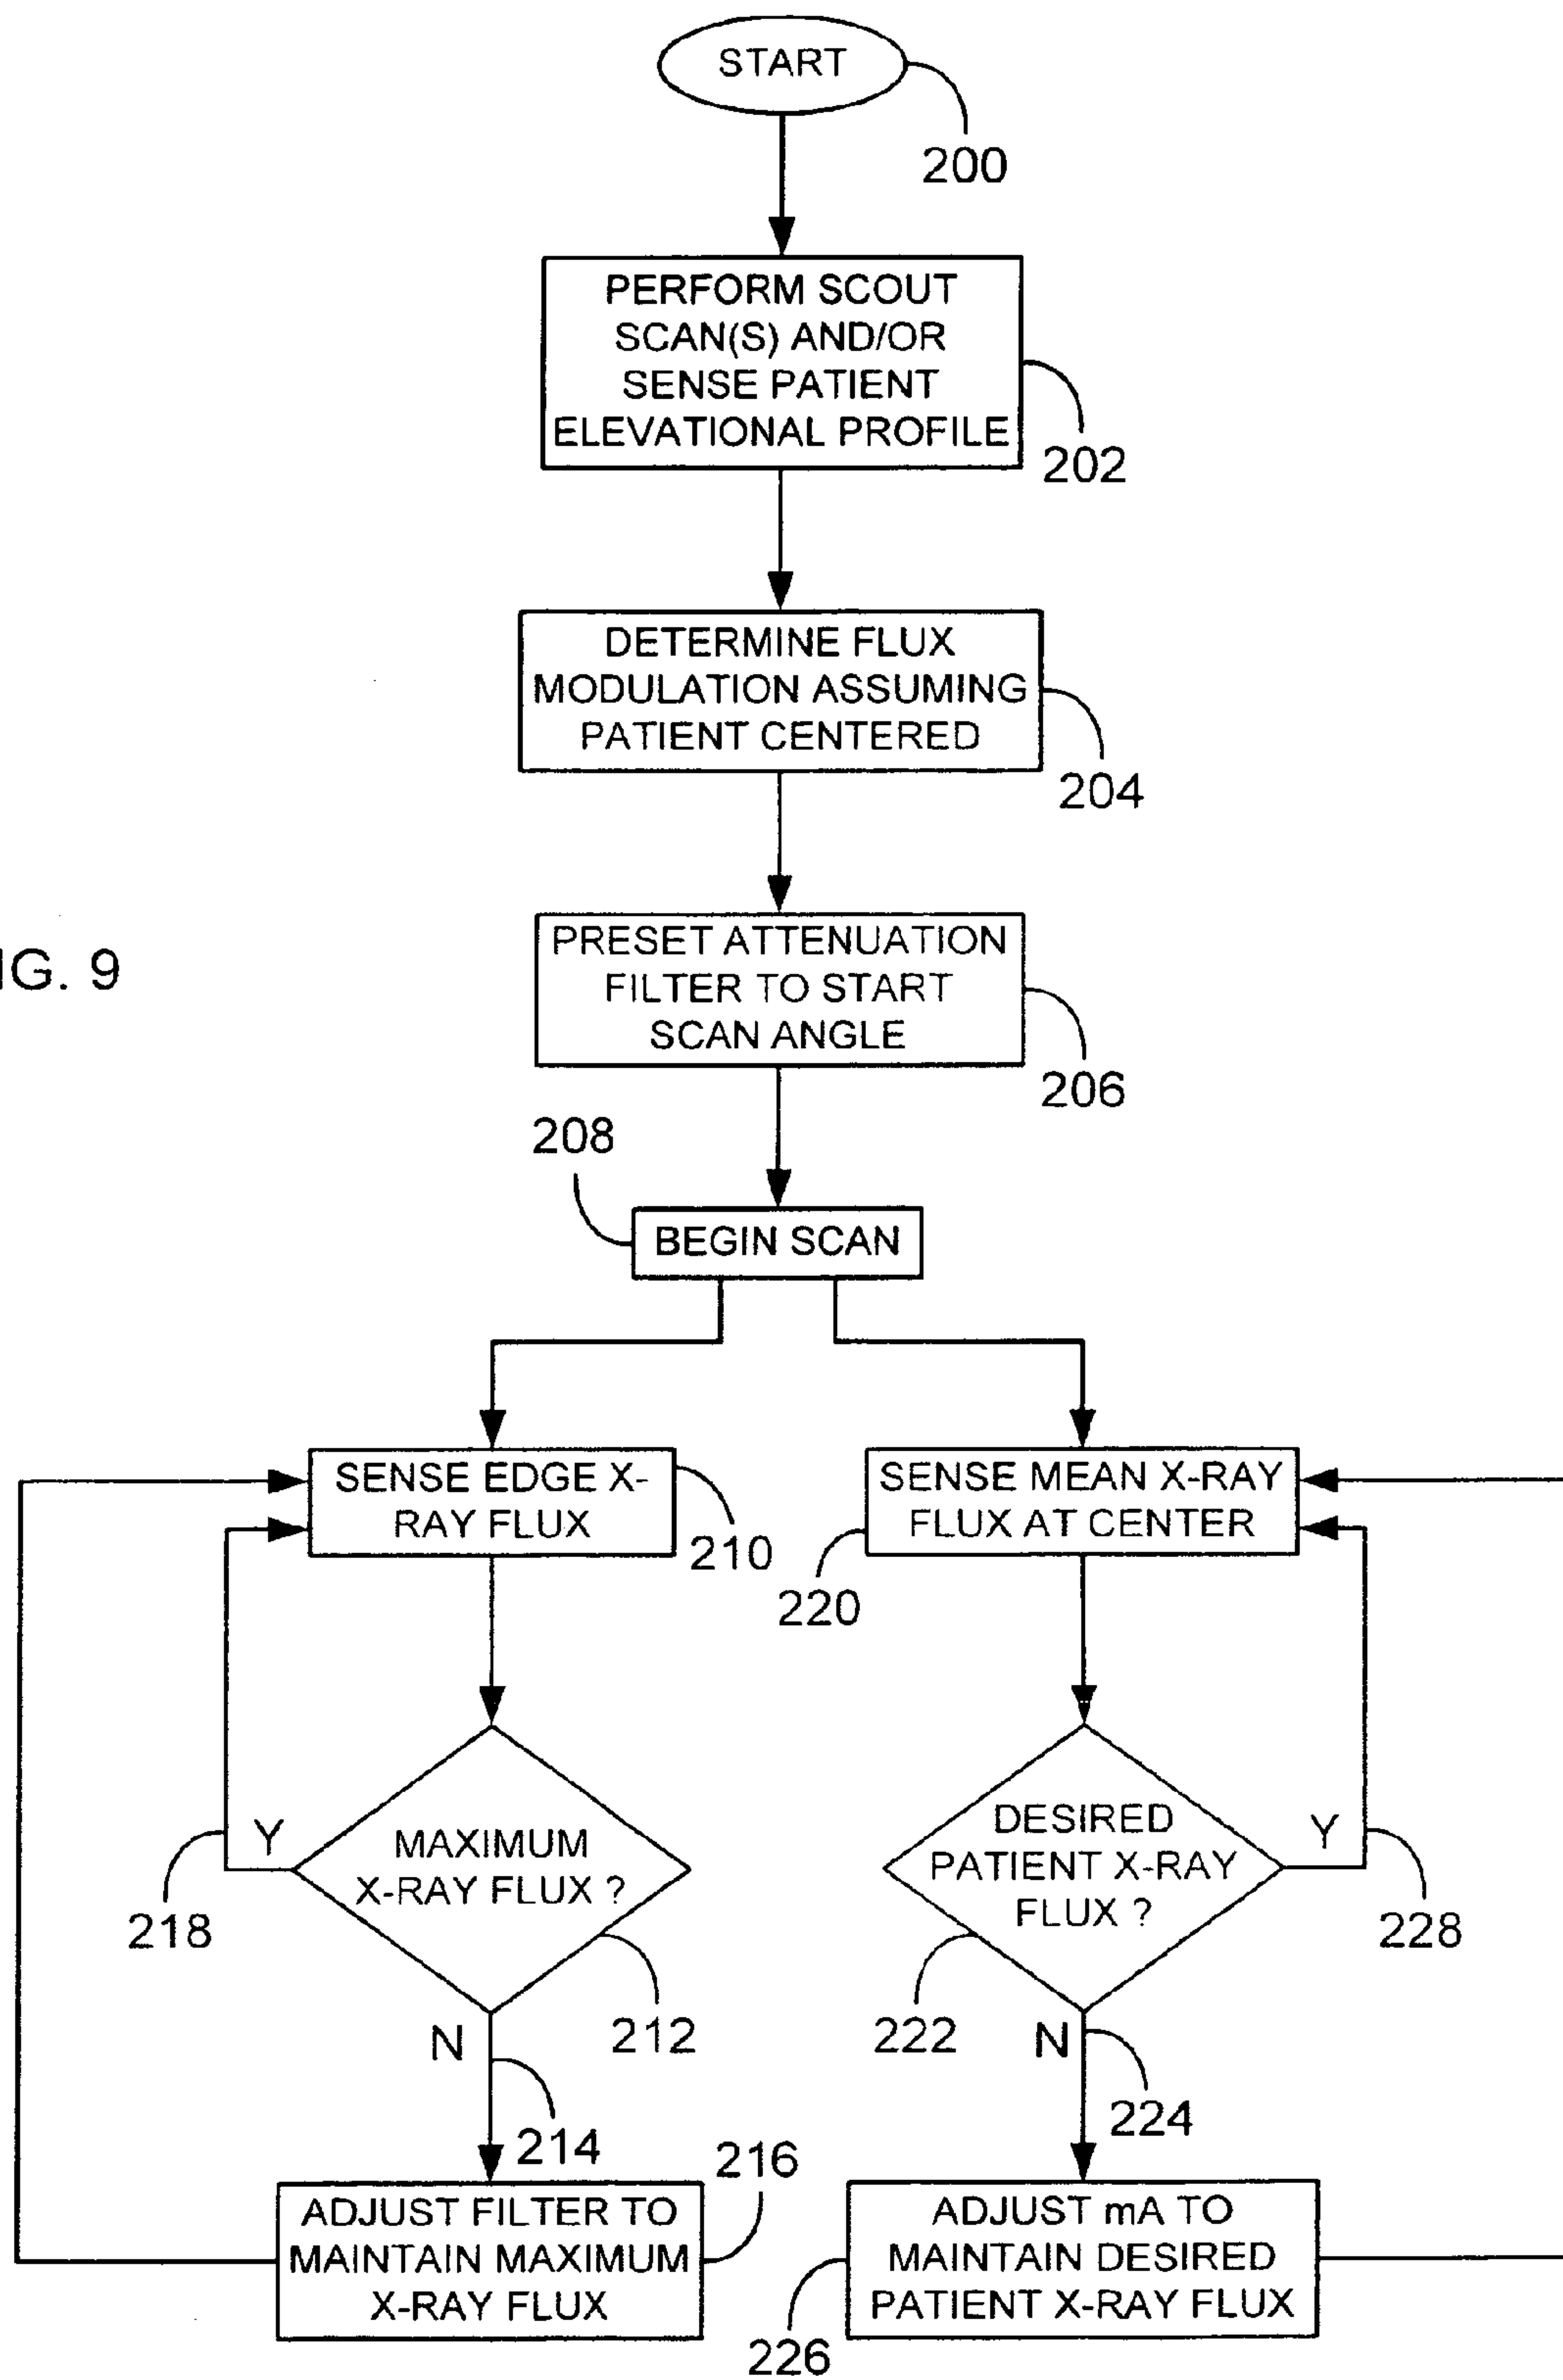 START
200
PERFORM SCOUT
SCAN(S) AND/OR
SENSE PATIENT
ELEVATIONAL PROFILE
202
DETERMINE FLUX
MODULATION ASSUMING
PATIENT CENTERED
204
PRESET ATTENUATION
FILTER TO START
SCAN ANGLE
206
IG. 9
208
BEGIN SCAN
SENSE EDGE X-
RAY FLUX
210
SENSE MEAN X-RAY
FLUX AT CENTER
220
MAXIMUM
X-RAY FLUX ?
Y
218
212
DESIRED
PATIENT X-RAY
FLUX ?
Y
228
222
N
214
N
224
ADJUST FILTER TO
MAINTAIN MAXIMUM
X-RAY FLUX
216
ADJUST mA TO
MAINTAIN DESIRED
PATIENT X-RAY FLUX
226